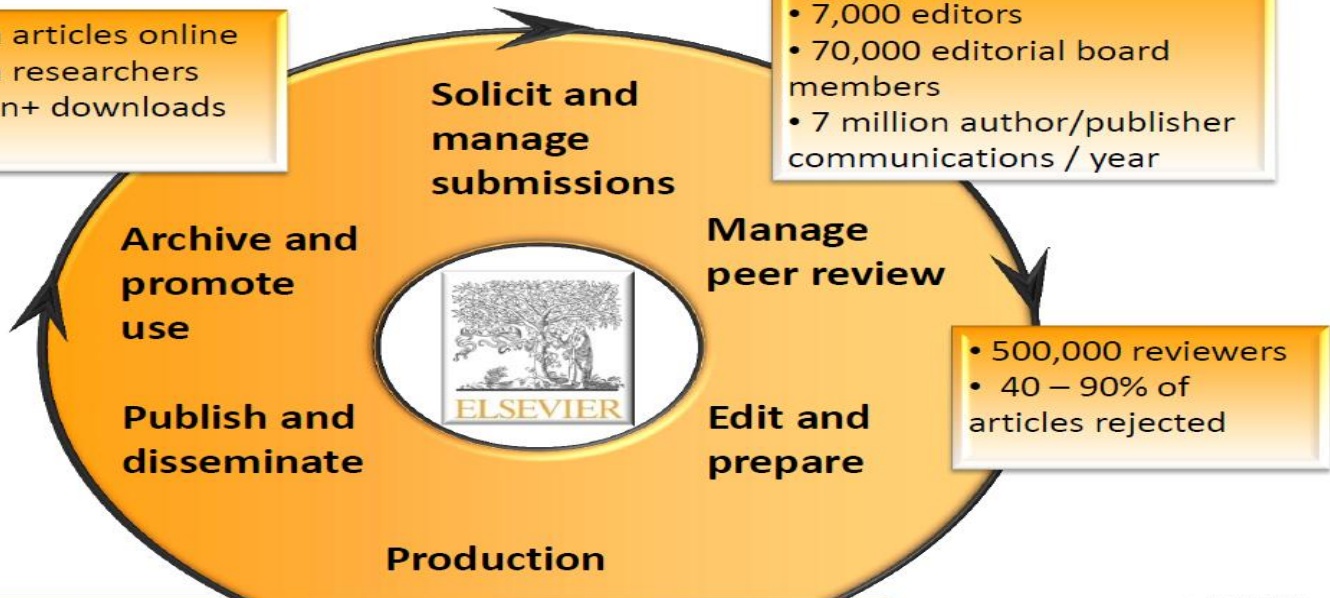 articles online
researchers
n+ downloads
• 7,000 editors
• 70,000 editorial board
members
• 7 million author/publisher
communications / year
Solicit and
manage
submissions
Archive and
promote
use
Manage
peer review
• 500,000 reviewers
• 40 – 90% of
articles rejected
ELSEVIER
Publish and
disseminate
Edit and
prepare
Production